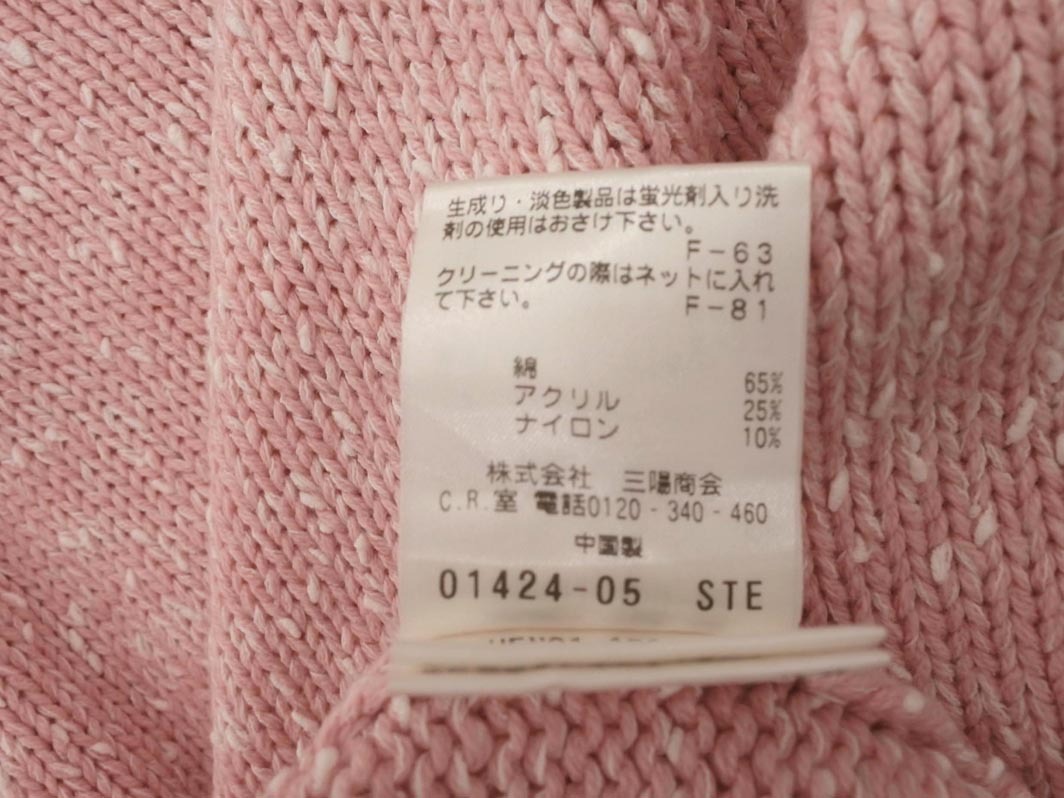 生成り・淡色製品は蛍光剤入り洗
剤の使用はおさけ下さい。
F-63
クリーニングの際はネットに入れ
て下さい。
F-81
綿 65%
アクリル 25%
ナイロン 10%
株式会社 三陽商会
C.R.室 電話0120-340-460
中国製
01424-05 STE